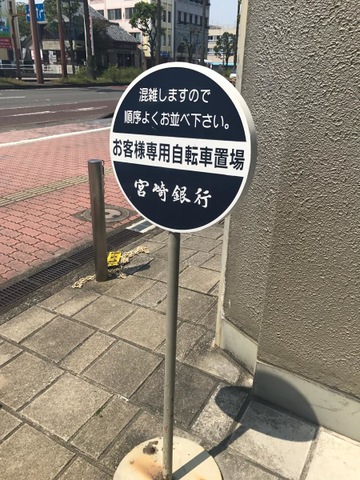 混雑しますので
順序よくお並べ下さい。
お客様専用自転車置場
宮崎銀行